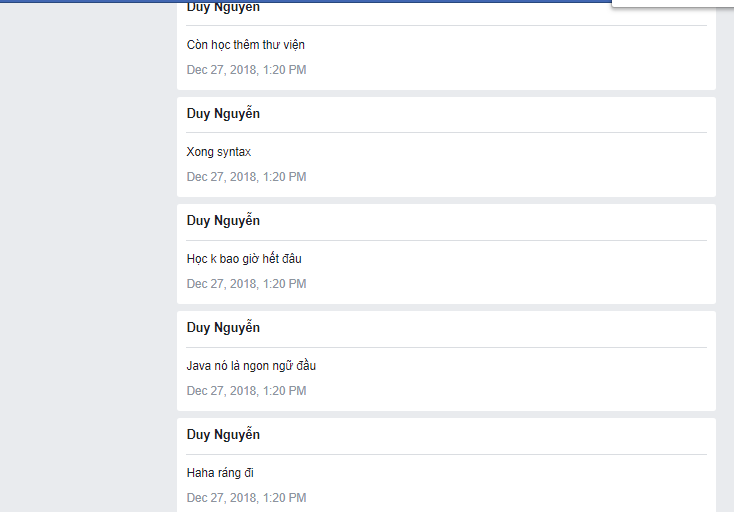 Duy Nguyễn
Còn học thêm thư viện
Dec 27, 2018, 1:20 PM
Duy Nguyễn
Xong syntax
Dec 27, 2018, 1:20 PM
Duy Nguyễn
Học k bao giờ hết đâu
Dec 27, 2018, 1:20 PM
Duy Nguyễn
Java nó là ngon ngữ đầu
Dec 27, 2018, 1:20 PM
Duy Nguyễn
Haha ráng đi
Dec 27, 2018, 1:20 PM